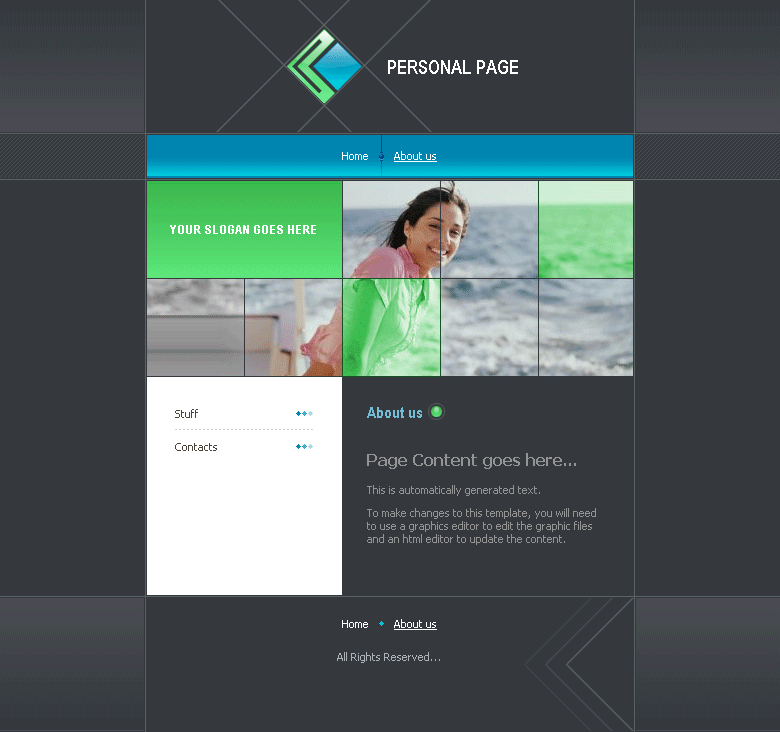 PERSONAL PAGE
Home About us
YOUR SLOGAN GOES HERE
Stuff
Contacts
About us
Page Content goes here...
This is automatically generated text.
To make changes to this template, you will need
to use a graphics editor to edit the graphic files
and an html editor to update the content.
Home About us
All Rights Reserved...